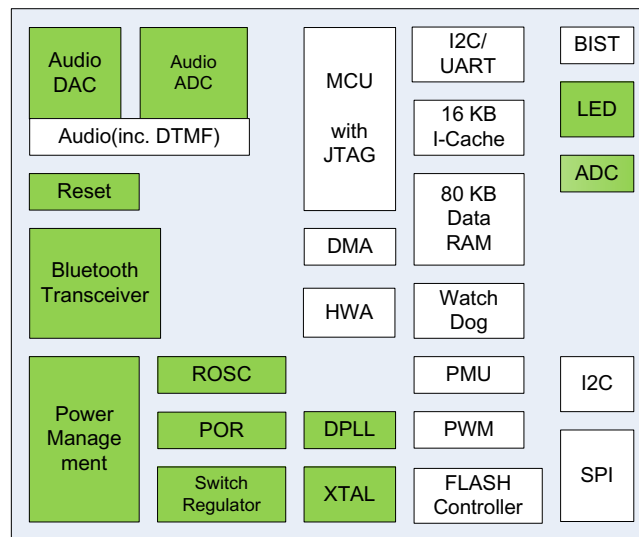 Audio
DAC
Audio
ADC
Audio(inc. DTMF)
Reset
Bluetooth
Transceiver
Power
Manage
ment
ROSC
POR
Switch
Regulator
MCU
with
JTAG
DMA
HWA
DPLL
XTAL
I2C/
UART
16 KB
I-Cache
80 KB
Data
RAM
Watch
Dog
PMU
PWM
FLASH
Controller
BIST
LED
ADC
I2C
SPI